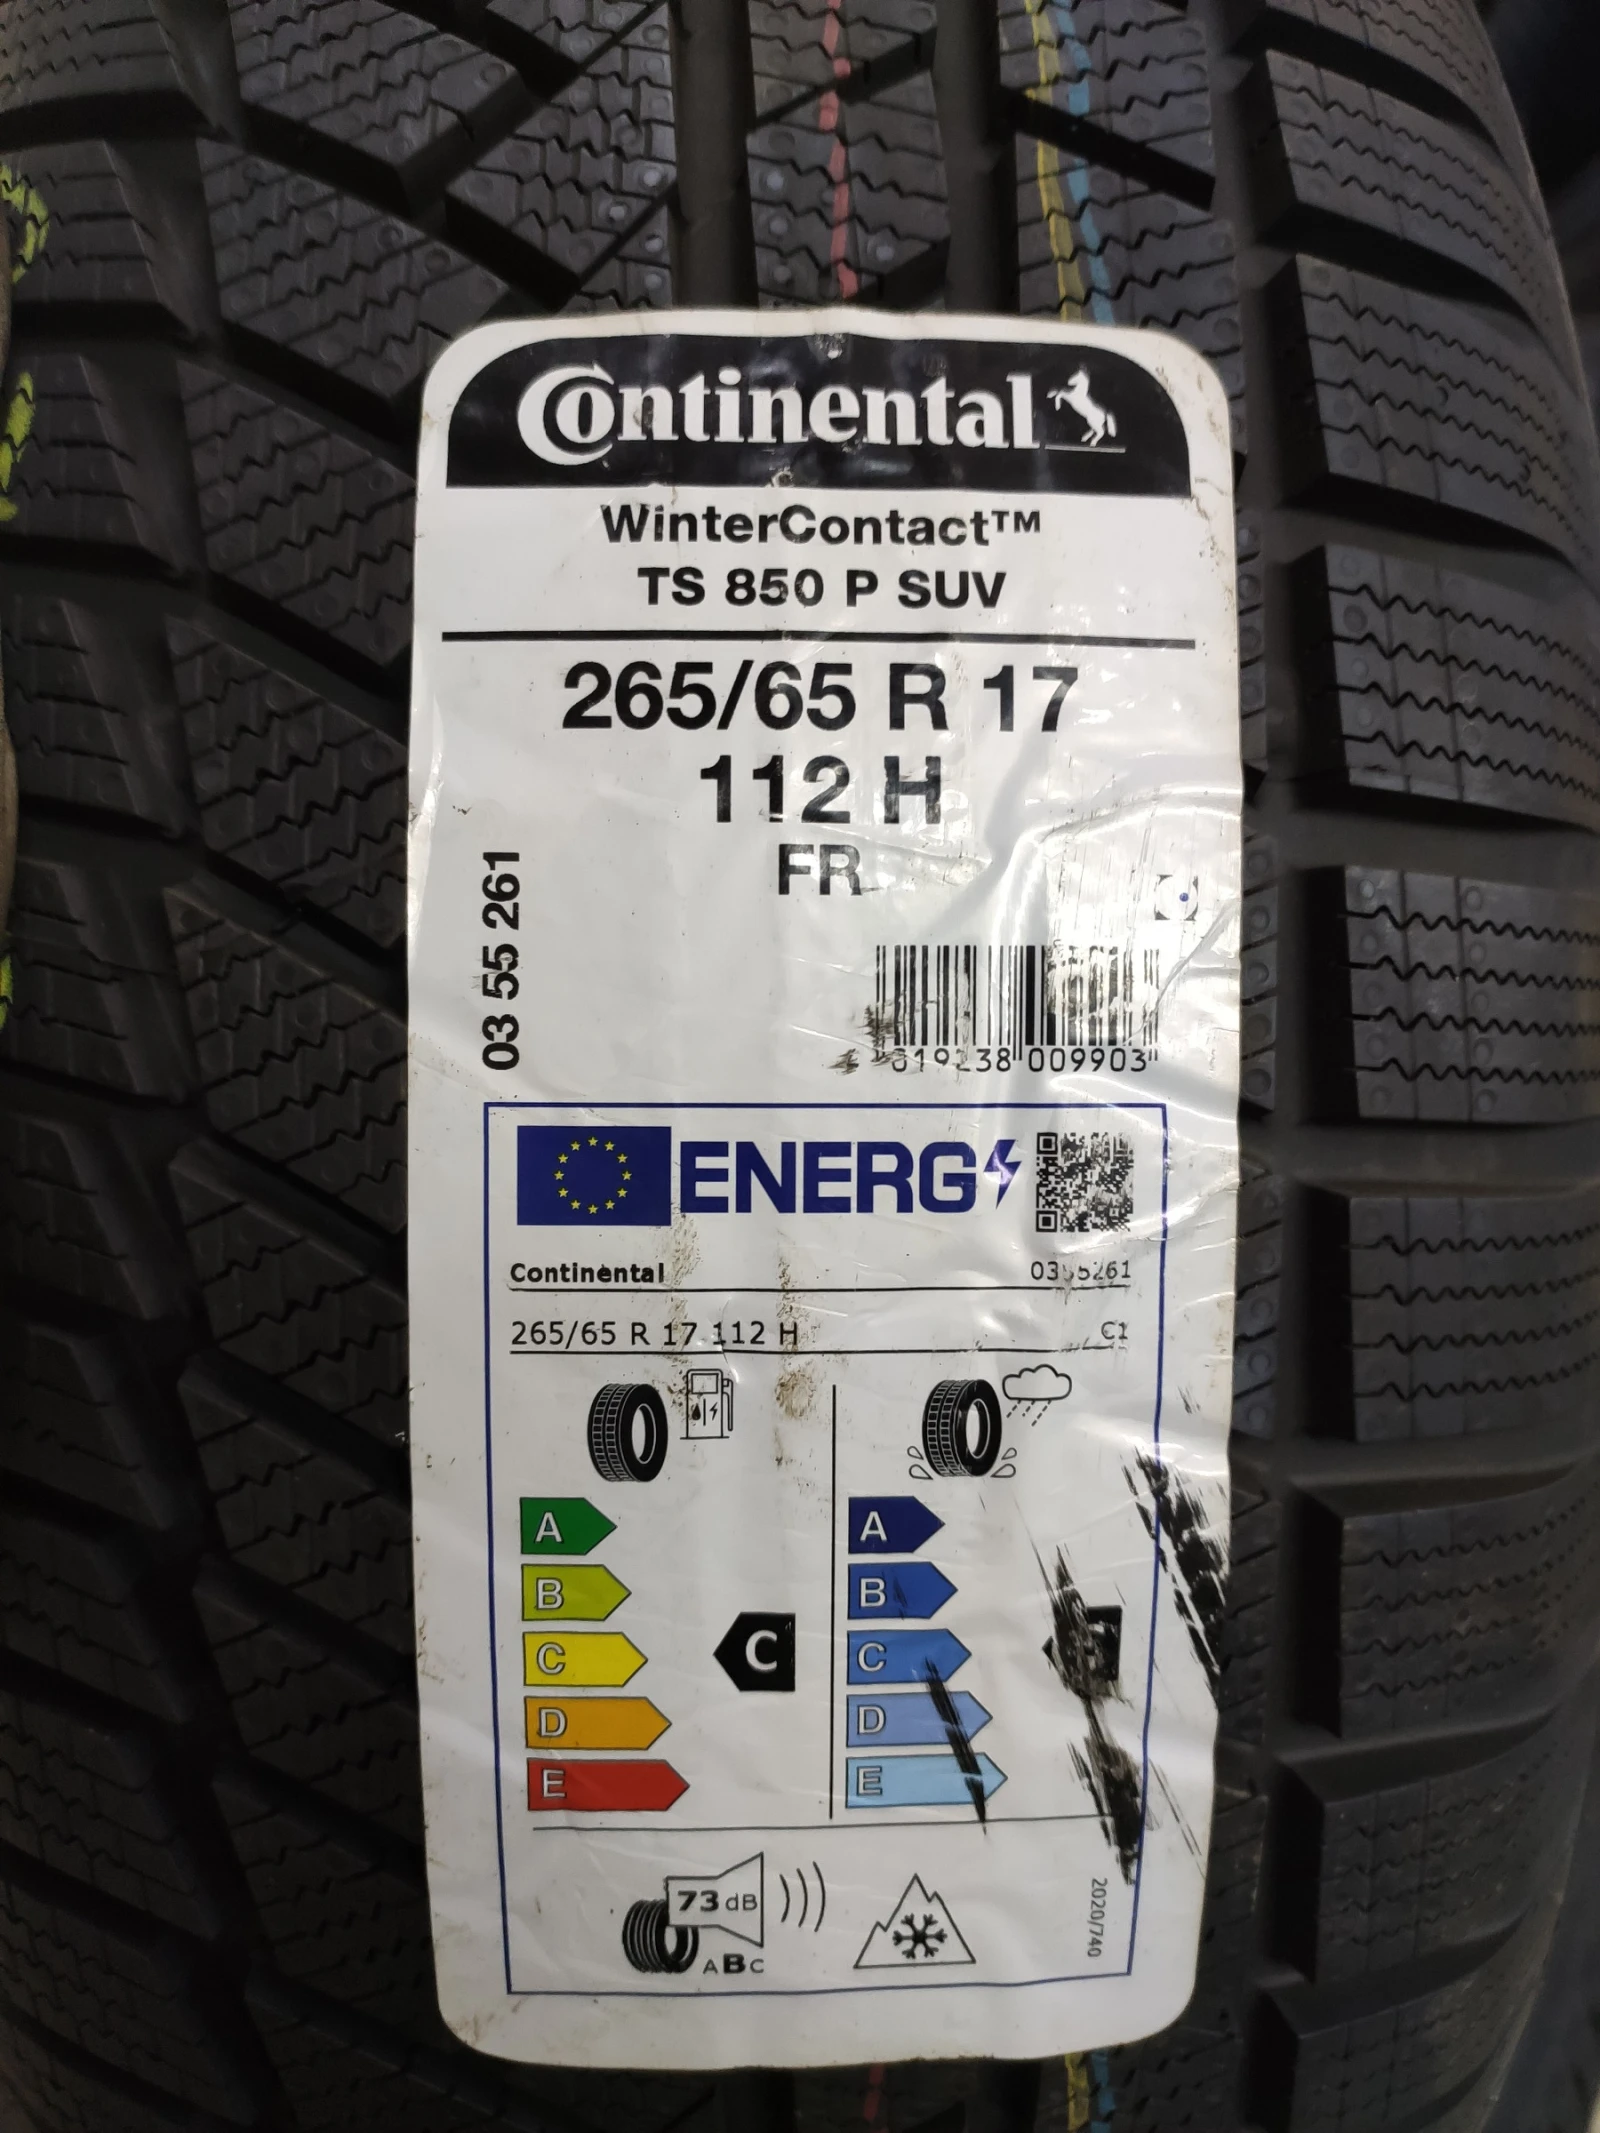 Continental
WinterContact™
TS 850 P SUV
265/65 R 17
112 H
FR
03 55 261
009903
ENERG
Continental
265/65 R 17 112 H
C1
A
B
C
D
E
C
A
B
C
D
E
73 dB
ABC
2020/740